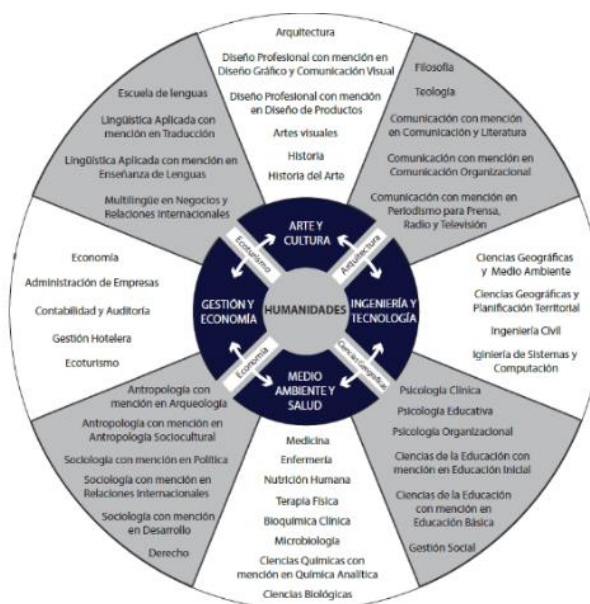 Arquitectura
Diseño Profesional con mención en
Diseño Gráfico y Comunicación Visual
Diseño Profesional con mención
en Diseño de Productos
Artes visuales
Historia
Historia del Arte
Filosofía
Teología
Comunicación con mención
en Comunicación y Literatura
Comunicación con mención en
Comunicación Organizacional
Comunicación con mención en
Periodismo para Prensa,
Radio y Televisión
Ciencias Geográficas
y Medio Ambiente
Ciencias Geográficas y
Planificación Territorial
Ingeniería Civil
Iginiería de Sistemas y
Computación
Psicología Clínica
Psicología Educativa
Psicología Organizacional
Ciencias de la Educación con
mención en Educación Inicial
Ciencias de la Educación
con mención en
Educación Básica
Gestión Social
Medicina
Enfermería
Nutrición Humana
Terapia Física
Bioquímica Clínica
Microbiología
Ciencias Químicas con
mención en Química Analítica
Ciencias Biológicas
Antropología con
mención en Arqueología
Antropología con mención en
Antropología Sociocultural
Sociología con mención en Política
Sociología con mención en
Relaciones Internacionales
Sociología con mención
en Desarrollo
Derecho
Economía
Administración de Empresas
Contabilidad y Auditoría
Gestión Hotelera
Ecoturismo
Escuela de lenguas
Lingüística Aplicada con
mención en Traducción
Lingüística Aplicada con mención en
Enseñanza de Lenguas
Multilingüe en Negocios y
Relaciones Internacionales
ARTE Y
CULTURA
Ecoturismo
Arquitectura
GESTIÓN Y
ECONOMÍA
HUMANIDADES
INGENIERÍA Y
TECNOLOGÍA
Economía
Ciencias Geográficas
MEDIO
AMBIENTE Y
SALUD